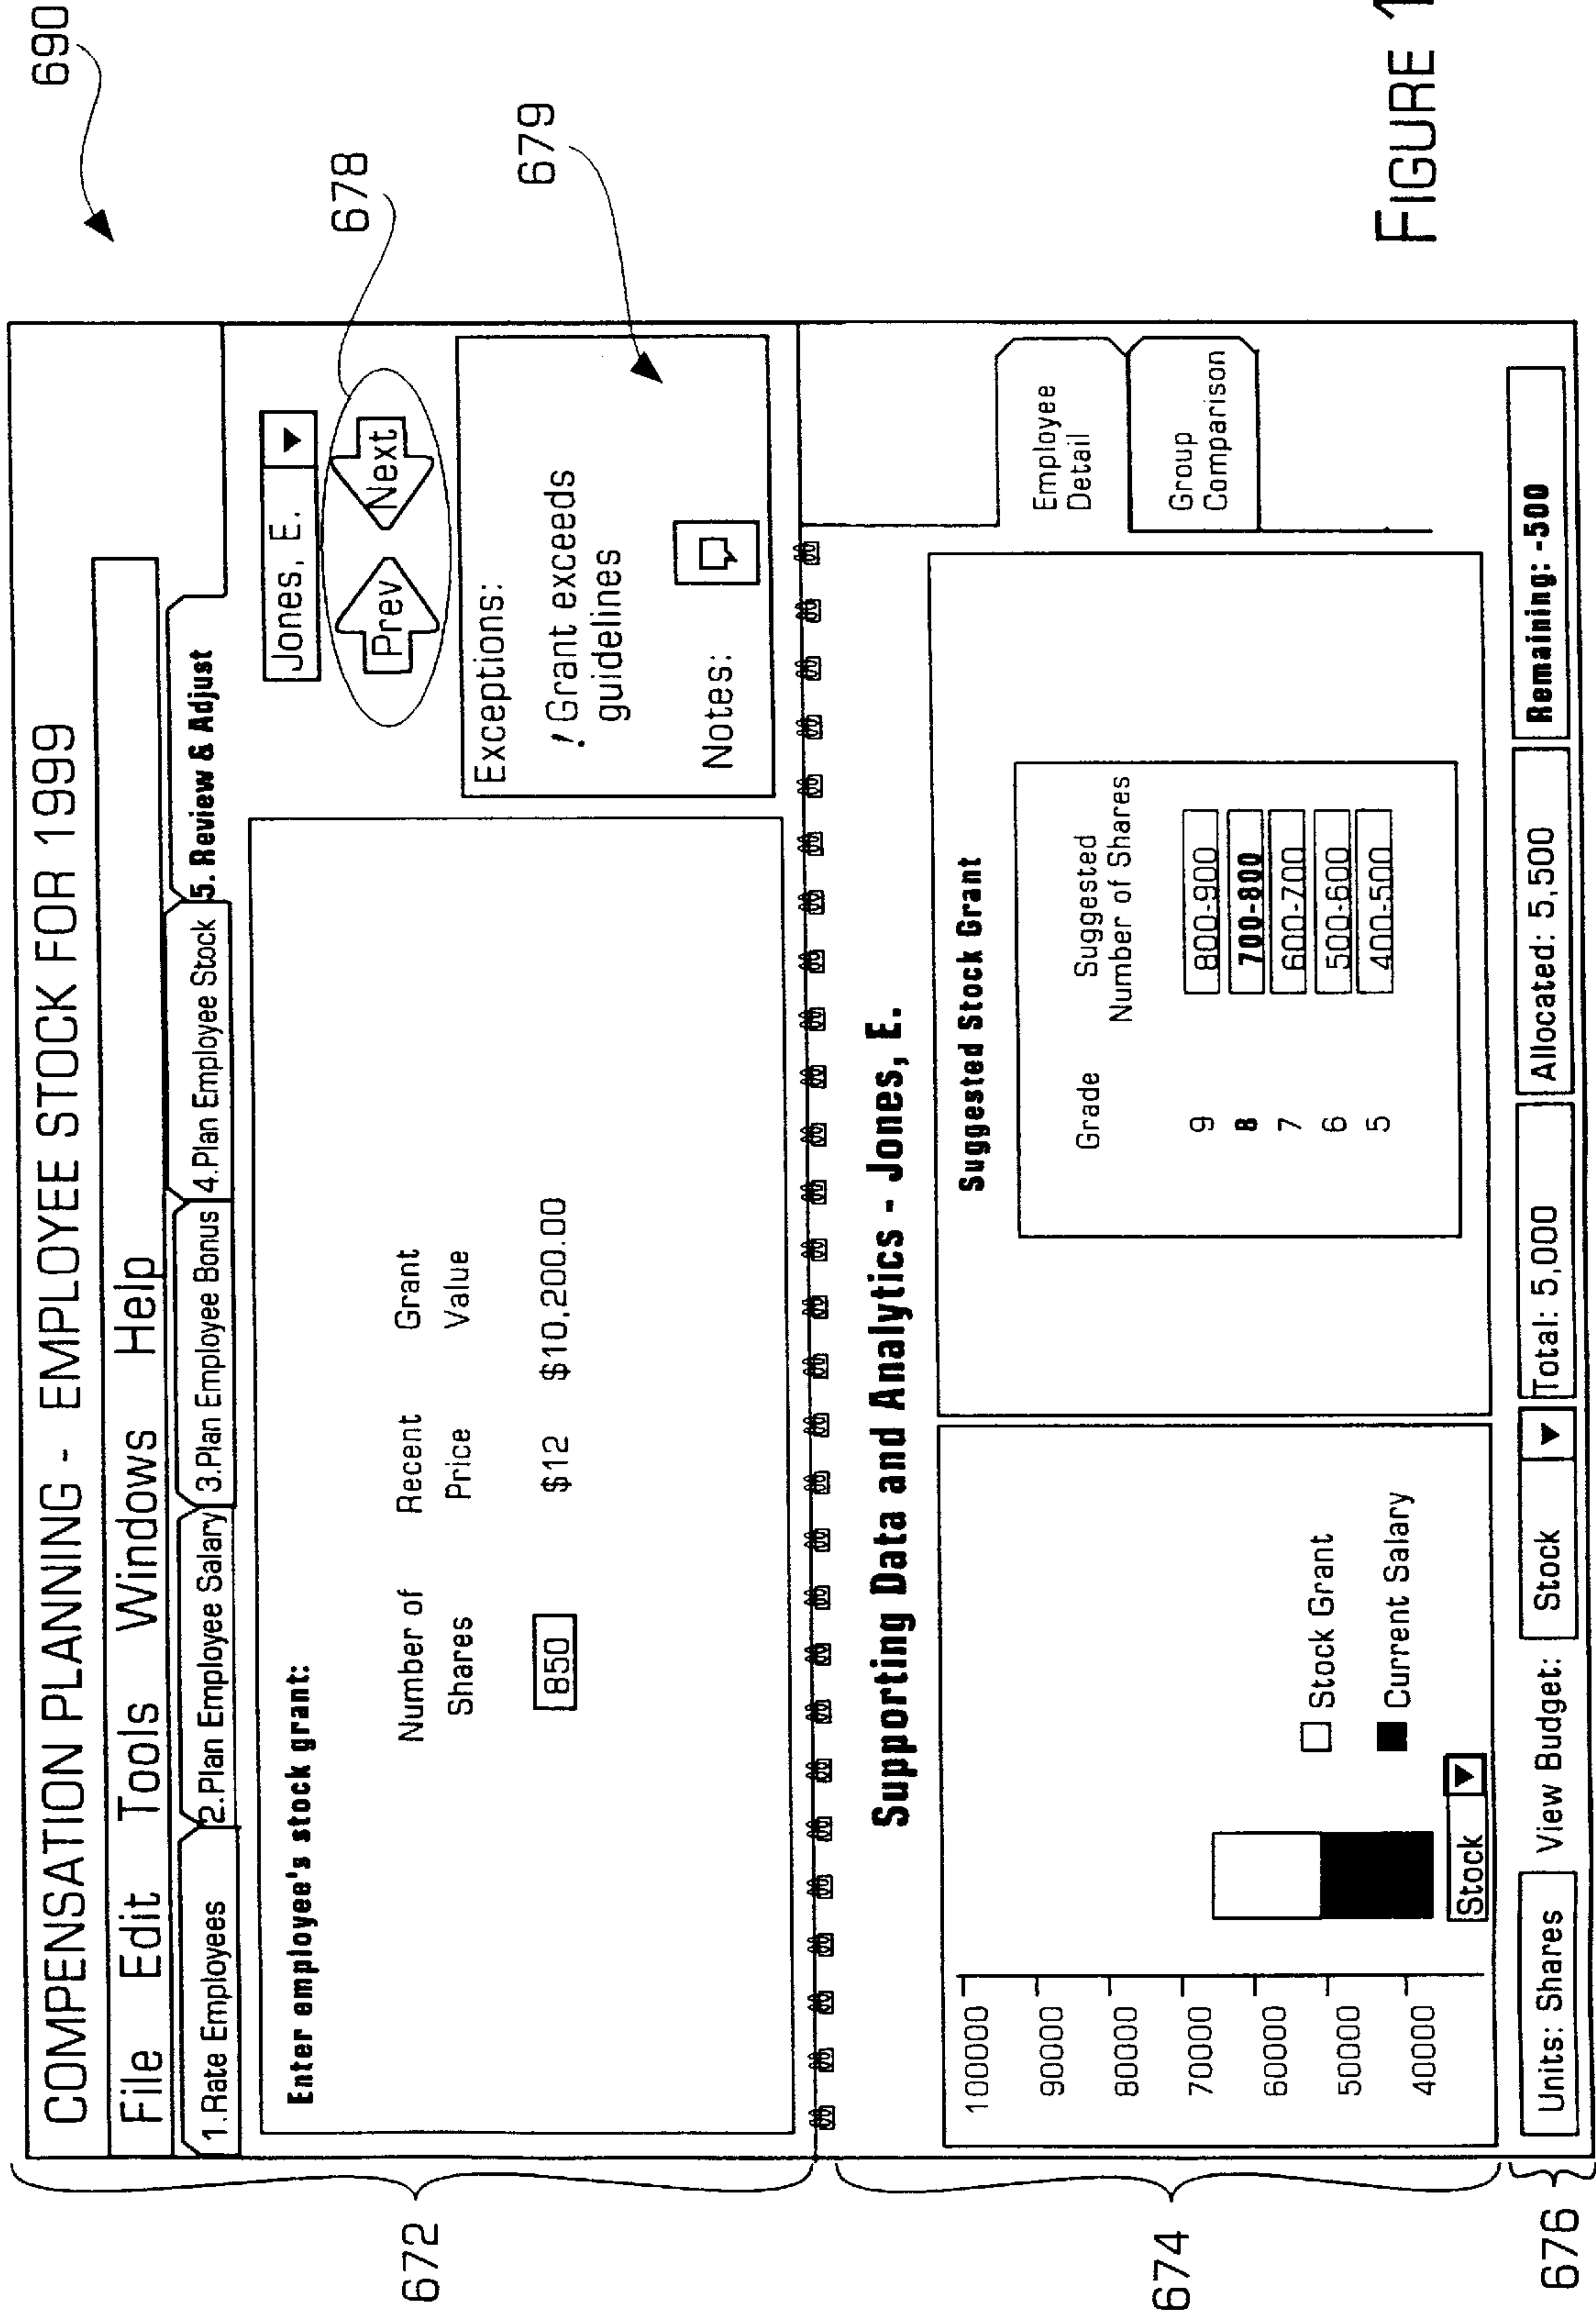 690
COMPENSATION PLANNING - EMPLOYEE STOCK FOR 1999
File Edit Tools Windows Help
1.Rate Employees 2.Plan Employee Salary 3.Plan Employee Bonus 4.Plan Employee Stock 5. Review & Adjust
672
Enter employee's stock grant:
Number of Shares
Recent Price
Grant Value
850 $12 $10,200.00
Jones, E.
Prev Next
678
Exceptions:
! Grant exceeds
guidelines
Notes:
679
674
Supporting Data and Analytics - Jones, E.
100000
90000
80000
70000
60000
50000
40000
Stock Grant
Current Salary
Stock
Suggested Stock Grant
Grade
Suggested
Number of Shares
9 800-900
8 700-800
7 600-700
6 500-600
5 400-500
Employee
Detail
Group
Comparison
676
Units: Shares View Budget: Stock Total: 5,000 Allocated: 5,500 Remaining: -500
FIGURE 1